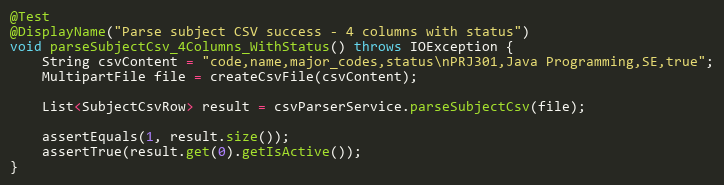 @Test
@DisplayName("Parse subject CSV success - 4 columns with status")
void parseSubjectCsv_4Columns_WithStatus() throws IOException {
    String csvContent = "code,name,major_codes,status\nPRJ301,Java Programming,SE,true";
    MultipartFile file = createCsvFile(csvContent);

    List<SubjectCsvRow> result = csvParserService.parseSubjectCsv(file);

    assertEquals(1, result.size());
    assertTrue(result.get(0).getIsActive());
}